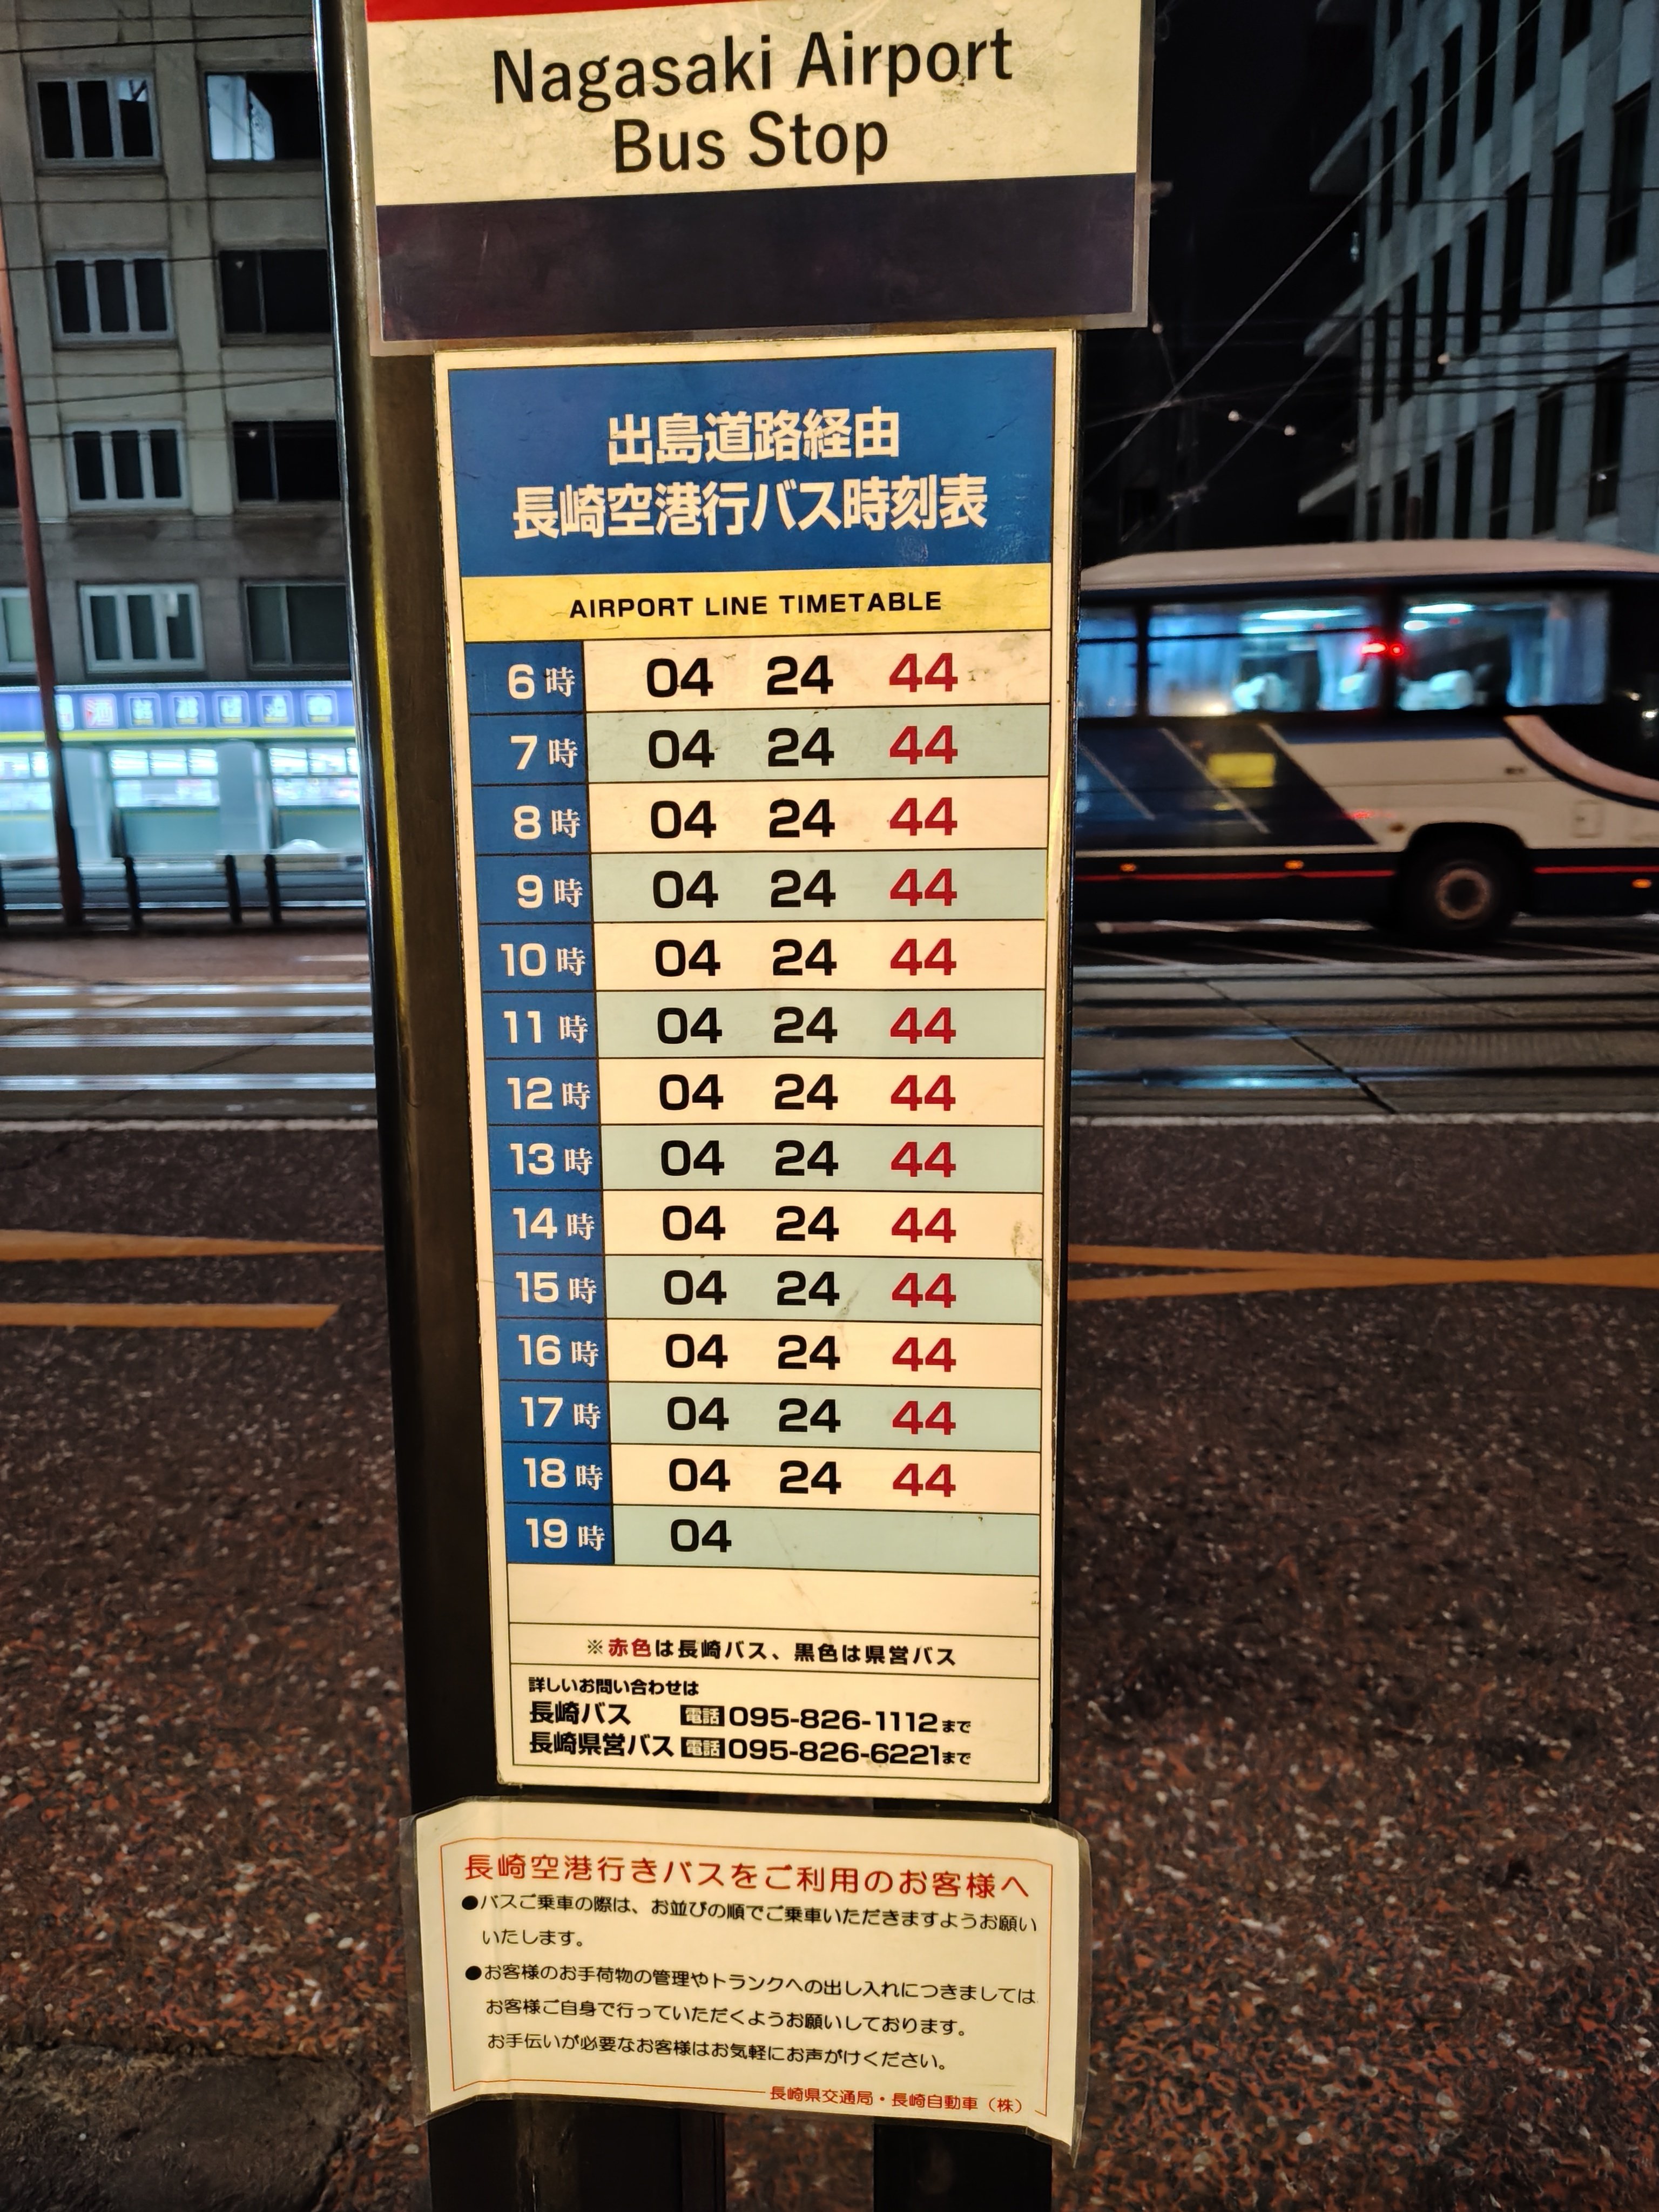 Nagasaki Airport
Bus Stop
出島道路経由
長崎空港行バス時刻表
AIRPORT LINE TIMETABLE
6時 04 24 44
7時 04 24 44
8時 04 24 44
9時 04 24 44
10時 04 24 44
11時 04 24 44
12時 04 24 44
13時 04 24 44
14時 04 24 44
15時 04 24 44
16時 04 24 44
17時 04 24 44
18時 04 24 44
19時 04
※赤色は長崎バス、黒色は県営バス
詳しいお問い合わせは
長崎バス 電話 095-826-1112まで
長崎県営バス 電話 095-826-6221まで
長崎空港行きバスをご利用のお客様へ
●バスご乗車の際は、お並びの順でご乗車いただきますようお願い
いたします。
●お客様のお手荷物の管理やトランクへの出し入れにつきましては
お客様ご自身で行っていただくようお願いしております。
お手伝いが必要なお客様はお気軽にお声がけください。
長崎県交通局・長崎自動車（株）
酒